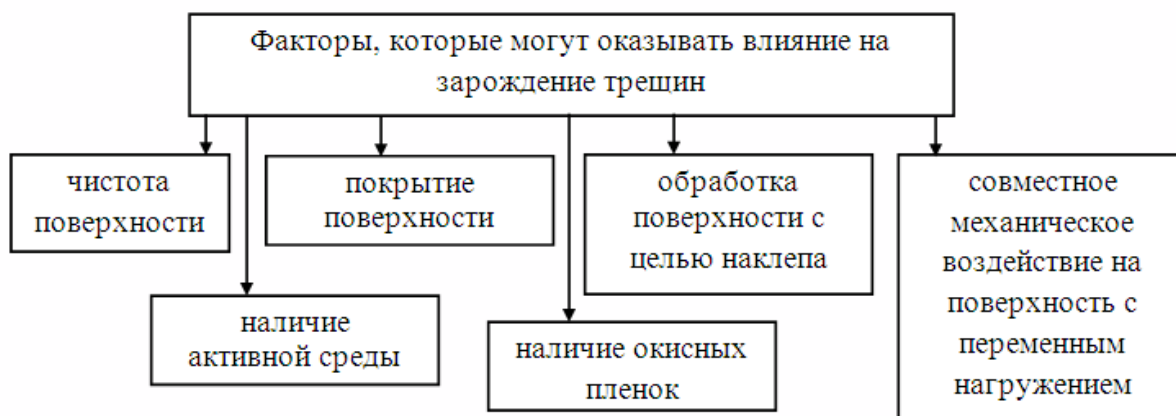 Факторы, которые могут оказывать влияние на
зарождение трещин
чистота
поверхности
наличие
активной среды
покрытие
поверхности
наличие окисных
пленок
обработка
поверхности с
целью наклепа
совместное
механическое
воздействие на
поверхность с
переменным
нагружением